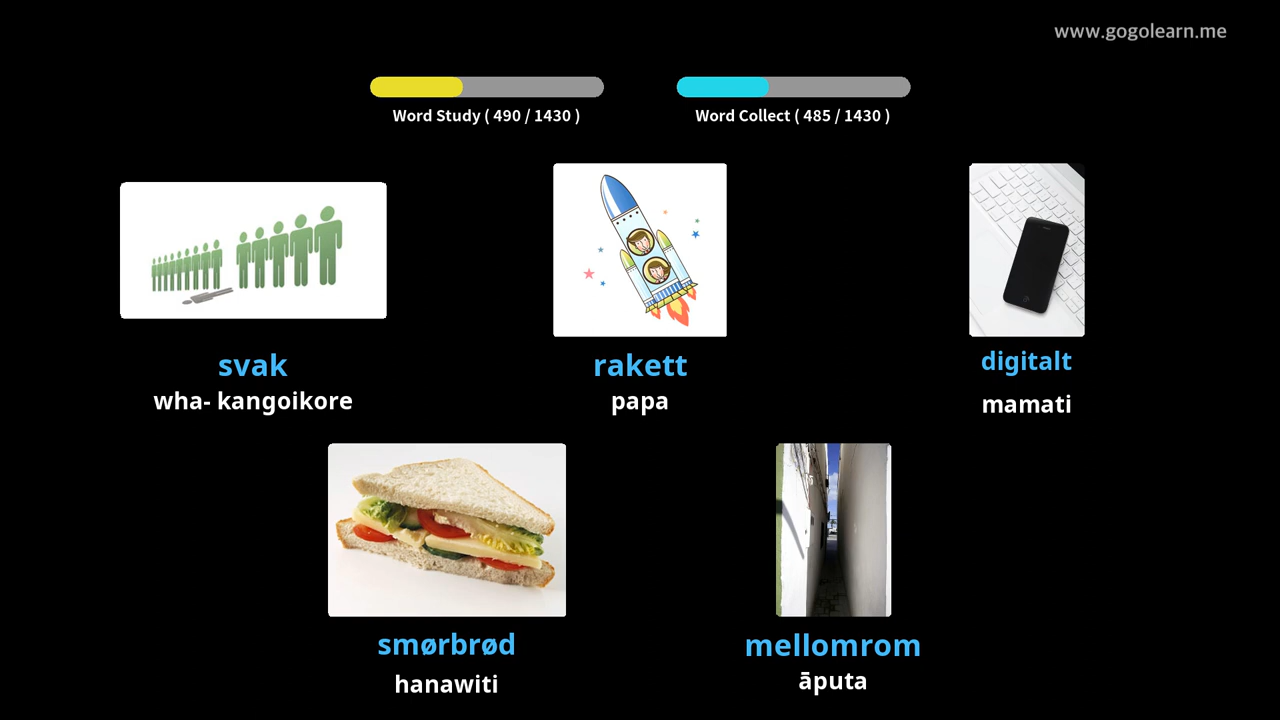 www.gogolearn.me
Word Study ( 490 / 1430 )
Word Collect ( 485 / 1430 )
svak
wha- kangoikore
rakett
papa
digitalt
mamati
smørbrød
hanawiti
mellomrom
āputa